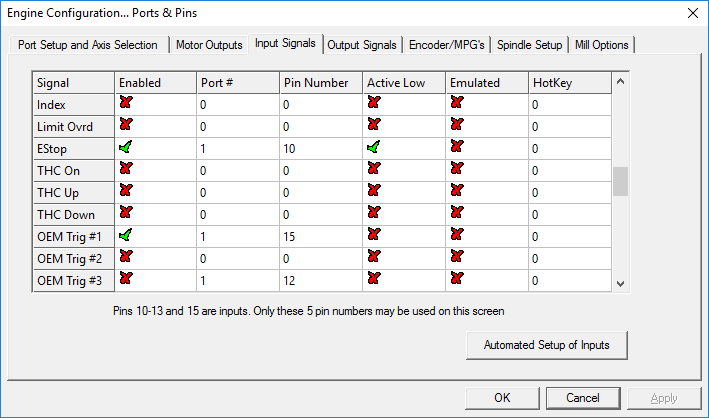 Engine Configuration... Ports & Pins
Port Setup and Axis Selection Motor Outputs Input Signals Output Signals Encoder/MPG's Spindle Setup Mill Options
Signal Enabled Port # Pin Number Active Low Emulated HotKey
Index 0 0 0
Limit Ovrd 0 0 0
EStop 1 10 0
THC On 0 0 0
THC Up 0 0 0
THC Down 0 0 0
OEM Trig #1 1 15 0
OEM Trig #2 0 0 0
OEM Trig #3 1 12 0
Pins 10-13 and 15 are inputs. Only these 5 pin numbers may be used on this screen
Automated Setup of Inputs
OK Cancel Apply